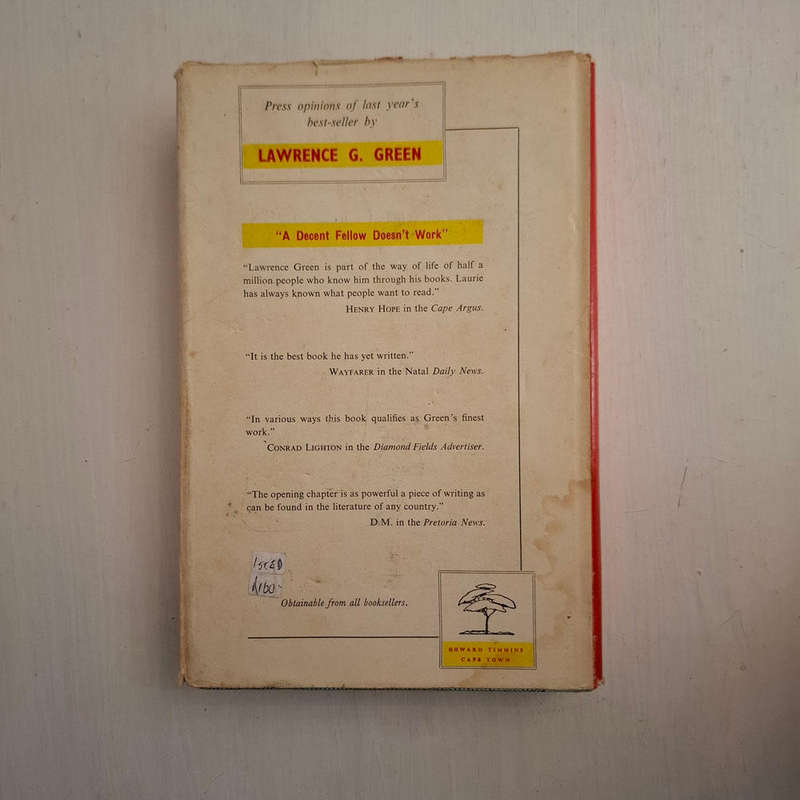 Press opinions of last year's
best-seller by
LAWRENCE G. GREEN
"A Decent Fellow Doesn't Work"
"Lawrence Green is part of the way of life of half a
million people who know him through his books. Laurie
has always known what people want to read."
HENRY HOPE in the Cape Argus.
"It is the best book he has yet written."
WAYFARER in the Natal Daily News.
"In various ways this book qualifies as Green's finest
work."
CONRAD LIGHTON in the Diamond Fields Advertiser.
"The opening chapter is as powerful a piece of writing as
can be found in the literature of any country."
D.M. in the Pretoria News.
1st ED
R160-
Obtainable from all booksellers.
HOWARD TIMMINS
CAPE TOWN